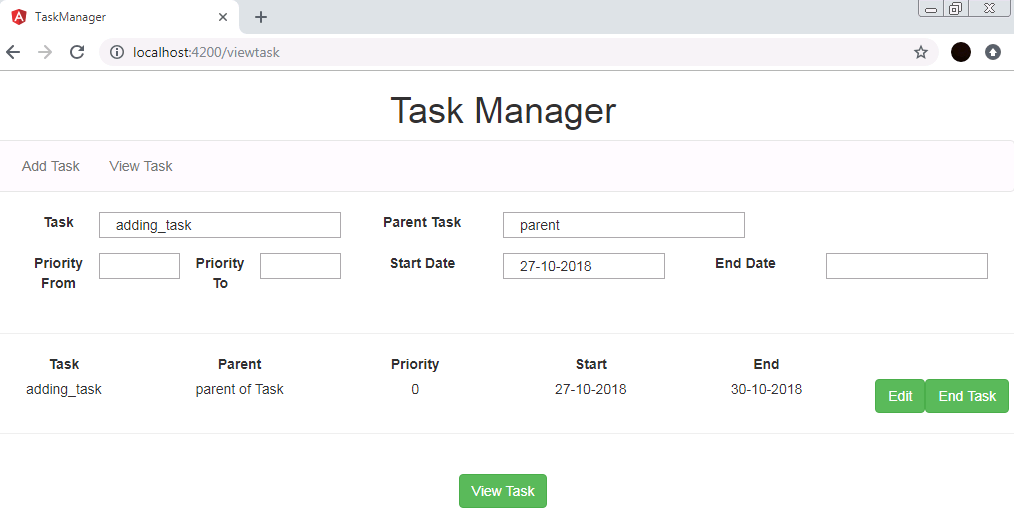 TaskManager
localhost:4200/viewtask
Task Manager
Add Task View Task
Task adding_task Parent Task parent
Priority From Priority To Start Date 27-10-2018 End Date
Task Parent Priority Start End
adding_task parent of Task 0 27-10-2018 30-10-2018 Edit End Task
View Task